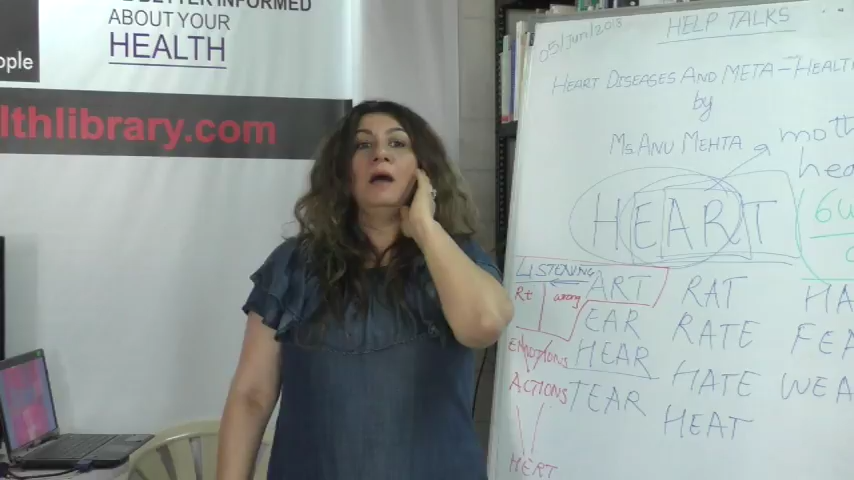 BETTER INFORMED
ABOUT YOUR
HEALTH
ople
lthlibrary.com
05/Jun/2013
HELP TALKS
HEART DISEASES AND META-HEALTH
by
Ms ANU MEHTA
moth
hea
HEART
6w
LISTENING
Rt
wrong
ART
RAT
HA
EAR
RATE
FEA
EMOTIONS
HEAR
ACTIONS
HATE
WEA
TEAR
HEAT
HERT